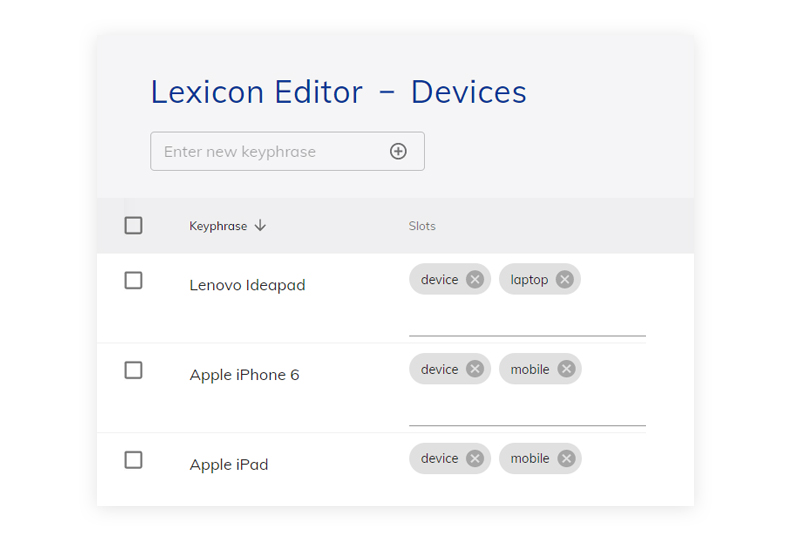 Lexicon Editor – Devices
Enter new keyphrase
Keyphrase Slots
Lenovo Ideapad device laptop
Apple iPhone 6 device mobile
Apple iPad device mobile